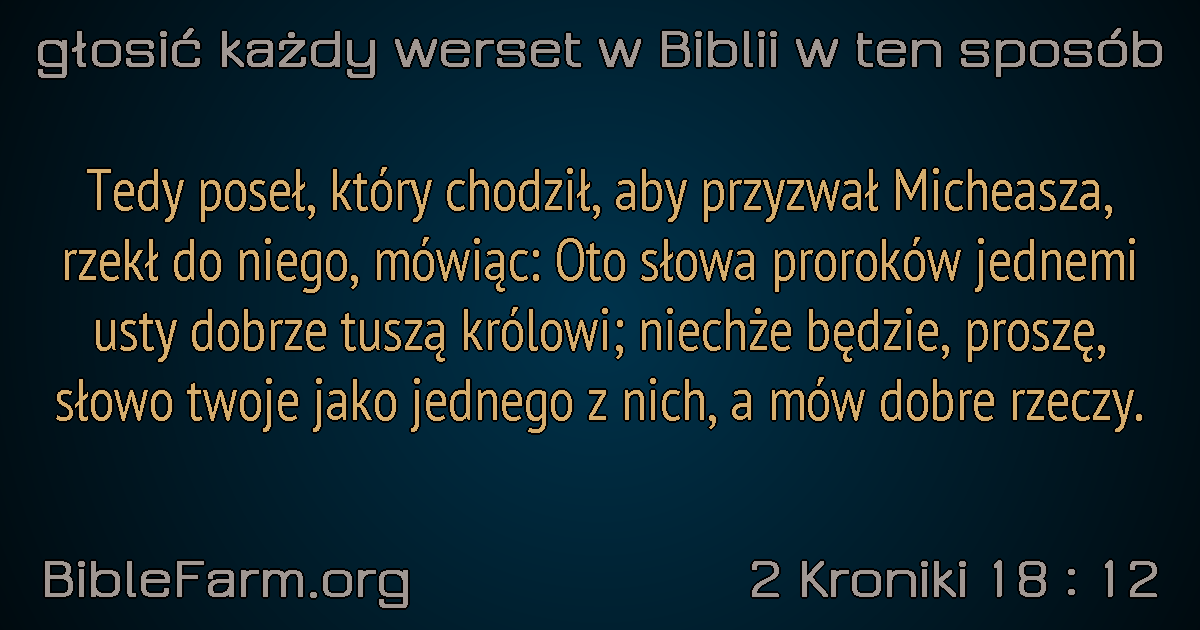 głosić każdy werset w Biblii w ten sposób
Tedy poseł, który chodził, aby przyzwał Micheasza,
rzekł do niego, mówiąc: Oto słowa proroków jednemi
usty dobrze tuszą królowi; niechże będzie, proszę,
słowo twoje jako jednego z nich, a mów dobre rzeczy.
BibleFarm.org
2 Kroniki 18 : 12